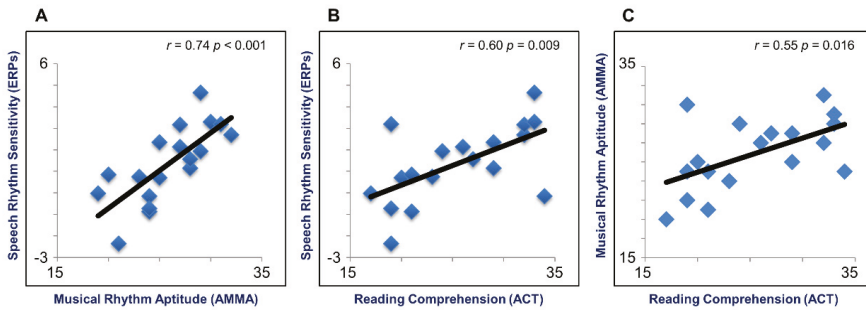 A
r = 0.74 p < 0.001
Speech Rhythm Sensitivity (ERPs)
6
-3
15
35
Musical Rhythm Aptitude (AMMA)
B
r = 0.60 p = 0.009
Speech Rhythm Sensitivity (ERPs)
6
-3
15
35
Reading Comprehension (ACT)
C
r = 0.55 p = 0.016
Musical Rhythm Aptitude (AMMA)
35
15
15
35
Reading Comprehension (ACT)